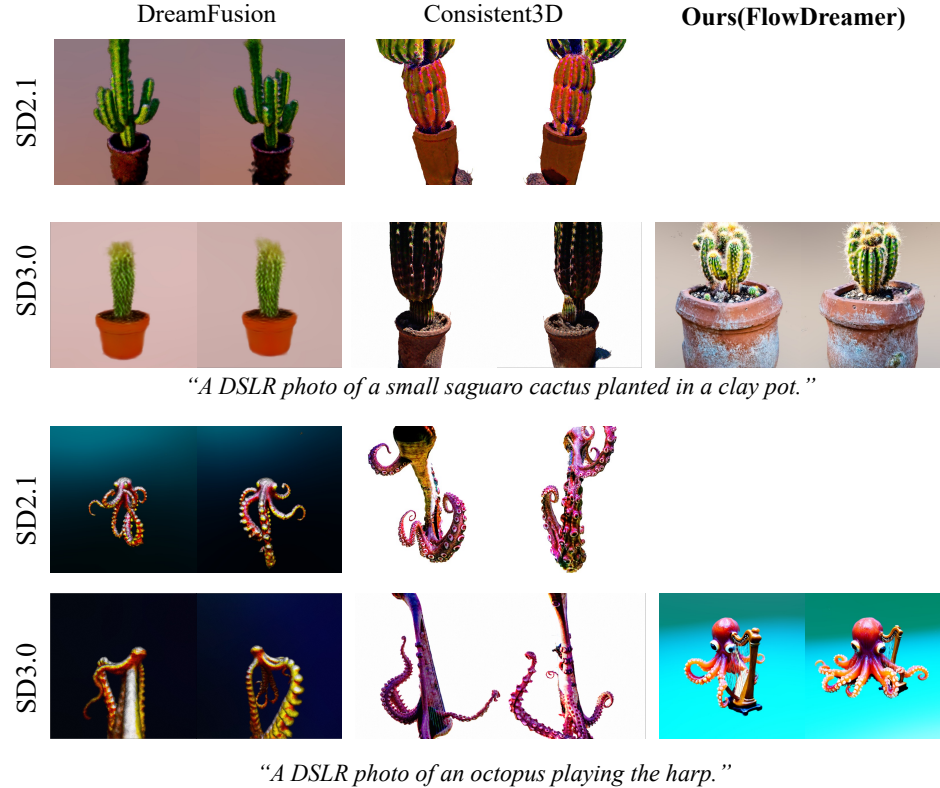 DreamFusion Consistent3D Ours(FlowDreamer)
SD2.1
SD3.0
“A DSLR photo of a small saguaro cactus planted in a clay pot.”
SD2.1
SD3.0
“A DSLR photo of an octopus playing the harp.”